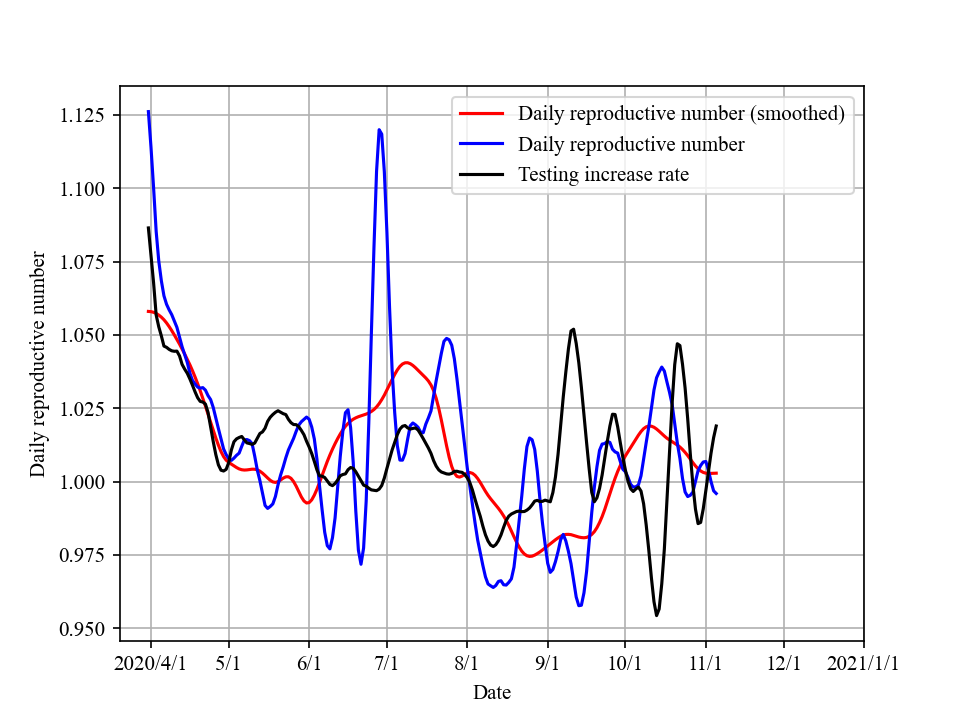 Daily reproductive number (smoothed)
Daily reproductive number
Testing increase rate
1.125
1.100
1.075
1.050
1.025
1.000
0.975
0.950
Daily reproductive number
2020/4/1 5/1 6/1 7/1 8/1 9/1 10/1 11/1 12/1 2021/1/1
Date